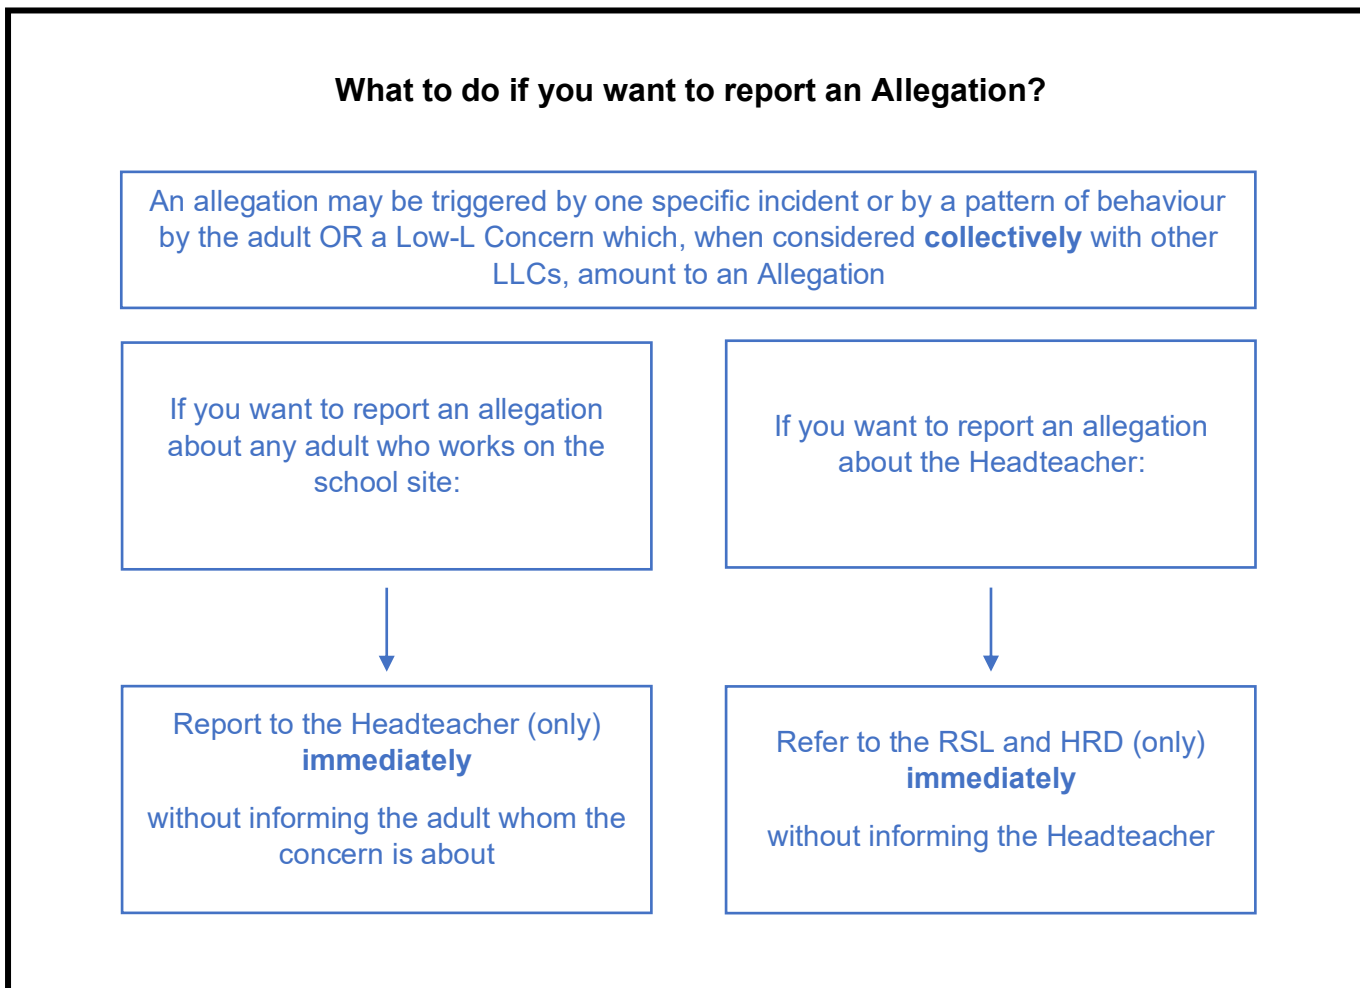 What to do if you want to report an Allegation?
An allegation may be triggered by one specific incident or by a pattern of behaviour
by the adult OR a Low-L Concern which, when considered collectively with other
LLCs, amount to an Allegation
If you want to report an allegation
about any adult who works on the
school site:
If you want to report an allegation
about the Headteacher:
Report to the Headteacher (only)
immediately
without informing the adult whom the
concern is about
Refer to the RSL and HRD (only)
immediately
without informing the Headteacher